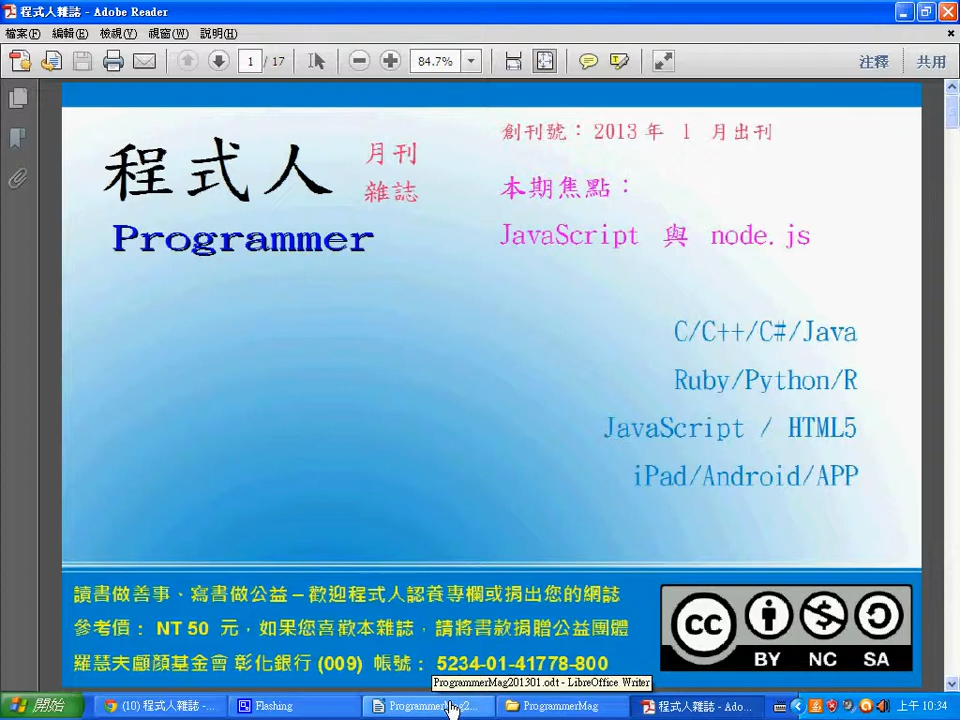 程式人雜誌 - Adobe Reader
檔案(F) 編輯(E) 檢視(V) 視窗(W) 說明(H)
1 / 17 84.7% 注釋 共用
程式人
月刊
雜誌
Programmer
創刊號：2013 年 1 月出刊
本期焦點：
JavaScript 與 node.js
C/C++/C#/Java
Ruby/Python/R
JavaScript / HTML5
iPad/Android/APP
讀書做善事、寫書做公益 – 歡迎程式人認養專欄或捐出您的網誌
參考價： NT 50 元，如果您喜歡本雜誌，請將書款捐贈公益團體
羅慧夫顱顏基金會 彰化銀行 (009) 帳號： 5234-01-41778-800
cc
BY NC SA
ProgrammerMag201301.odt - LibreOffice Writer
開始 (10) 程式人雜誌 -... Flashing ProgrammerMag2... ProgrammerMag 程式人雜誌 - Ado... 上午 10:34